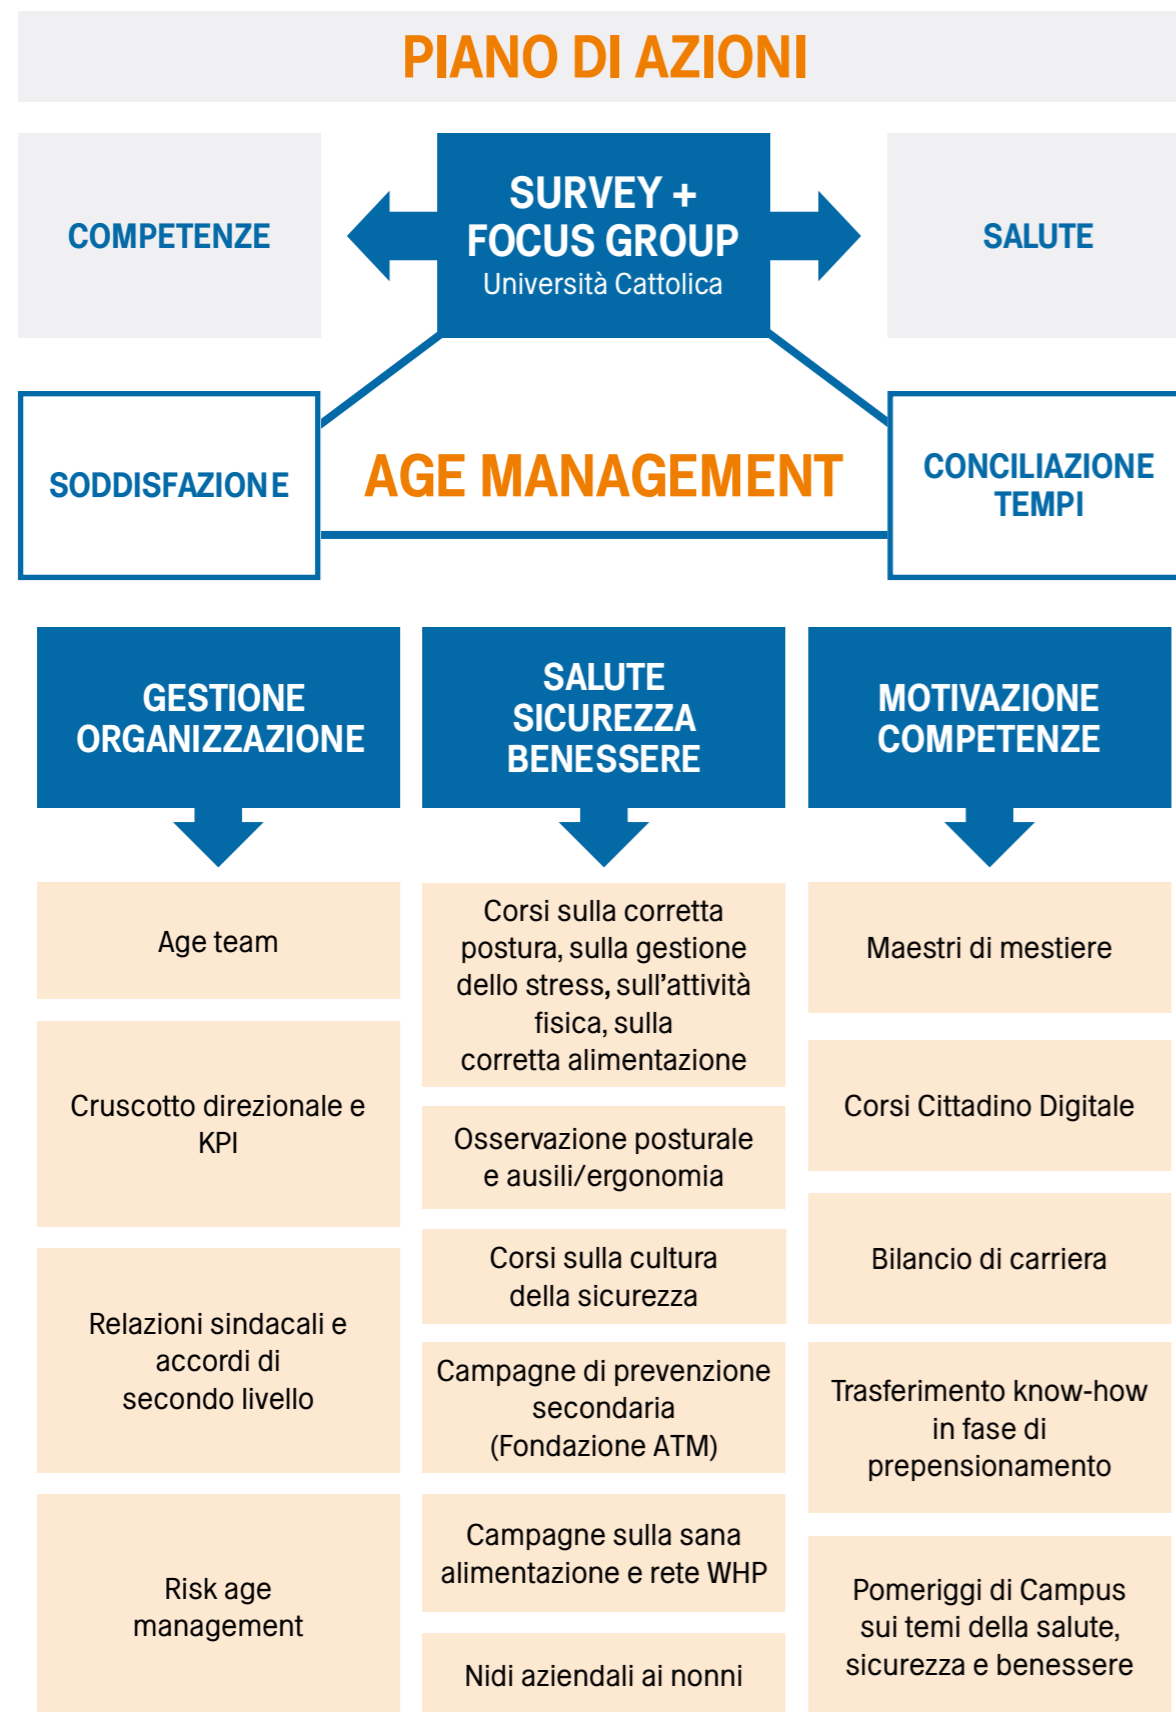 PIANO DI AZIONI
COMPETENZE
SURVEY +
FOCUS GROUP
Università Cattolica
SALUTE
SODDISFAZIONE
AGE MANAGEMENT
CONCILIAZIONE
TEMPI
GESTIONE
ORGANIZZAZIONE
Age team
Cruscotto direzionale e
KPI
Relazioni sindacali e
accordi di
secondo livello
Risk age
management
SALUTE
SICUREZZA
BENESSERE
Corsi sulla corretta
postura, sulla gestione
dello stress, sull'attività
fisica, sulla
corretta alimentazione
Osservazione posturale
e ausili/ergonomia
Corsi sulla cultura
della sicurezza
Campagne di prevenzione
secondaria
(Fondazione ATM)
Campagne sulla sana
alimentazione e rete WHP
Nidi aziendali ai nonni
MOTIVAZIONE
COMPETENZE
Maestri di mestiere
Corsi Cittadino Digitale
Bilancio di carriera
Trasferimento know-how
in fase di
prepensionamento
Pomeriggi di Campus
sui temi della salute,
sicurezza e benessere